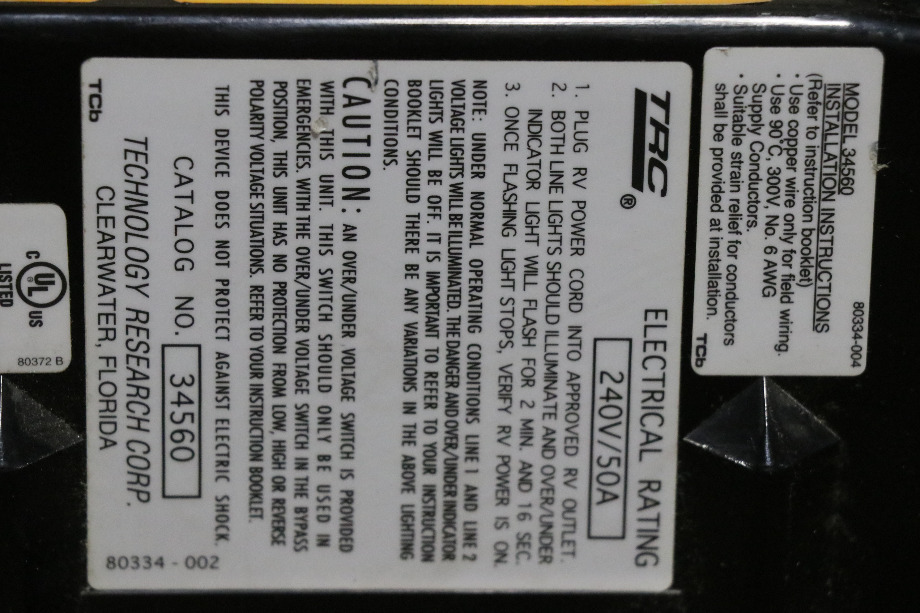 MODEL 34560
INSTALLATION INSTRUCTIONS
(Refer to instruction booklet)
• Use copper wire only for field wiring.
• Use 90°C, 300V, No. 6 AWG
Supply Conductors.
• Suitable strain relief for conductors
shall be provided at installation.
80334-004
TCb
TRC®
ELECTRICAL RATING
240V/50A
1. PLUG RV POWER CORD INTO APPROVED RV OUTLET.
2. BOTH LINE LIGHTS SHOULD ILLUMINATE AND OVER/UNDER
INDICATOR LIGHT WILL FLASH FOR 2 MIN. AND 16 SEC.
3. ONCE FLASHING LIGHT STOPS, VERIFY RV POWER IS ON.
NOTE: UNDER NORMAL OPERATING CONDITIONS LINE 1 AND LINE 2
VOLTAGE LIGHTS WILL BE ILLUMINATED. THE DANGER AND OVER/UNDER INDICATOR
LIGHTS WILL BE OFF. IT IS IMPORTANT TO REFER TO YOUR INSTRUCTION
BOOKLET SHOULD THERE BE ANY VARIATIONS IN THE ABOVE LIGHTING
CONDITIONS.
CAUTION: AN OVER/UNDER VOLTAGE SWITCH IS PROVIDED
WITH THIS UNIT. THIS SWITCH SHOULD ONLY BE USED IN
EMERGENCIES. WITH THE OVER/UNDER VOLTAGE SWITCH IN THE BYPASS
POSITION, THIS UNIT HAS NO PROTECTION FROM LOW, HIGH OR REVERSE
POLARITY VOLTAGE SITUATIONS. REFER TO YOUR INSTRUCTION BOOKLET.
THIS DEVICE DOES NOT PROTECT AGAINST ELECTRIC SHOCK.
CATALOG NO. 34560
TECHNOLOGY RESEARCH CORP.
CLEARWATER, FLORIDA
TCb
80334 - 002
C UL US
LISTED
80372 B